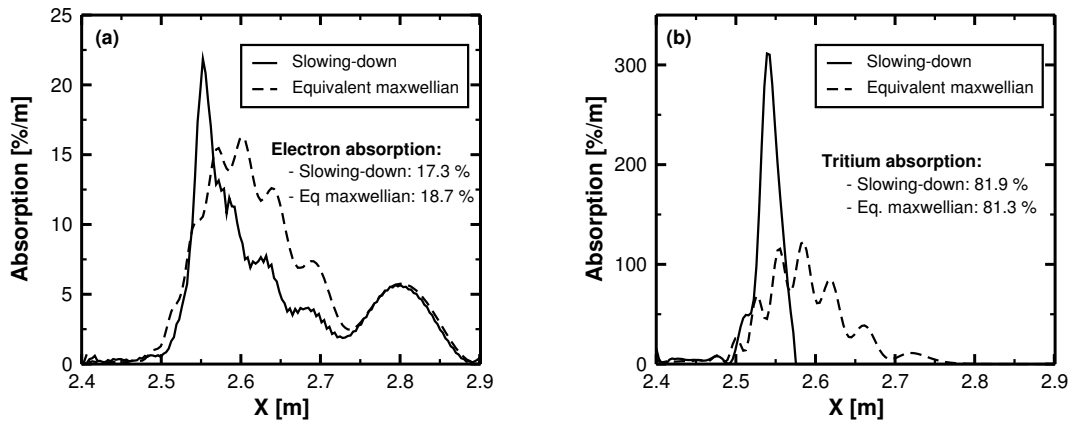 (a)
Slowing-down
Equivalent maxwellian
Electron absorption:
- Slowing-down: 17.3 %
- Eq maxwellian: 18.7 %
Absorption [%/m]
25
20
15
10
5
0
2.4 2.5 2.6 2.7 2.8 2.9
X [m]
(b)
Slowing-down
Equivalent maxwellian
Tritium absorption:
- Slowing-down: 81.9 %
- Eq. maxwellian: 81.3 %
Absorption [%/m]
300
200
100
0
2.4 2.5 2.6 2.7 2.8 2.9
X [m]